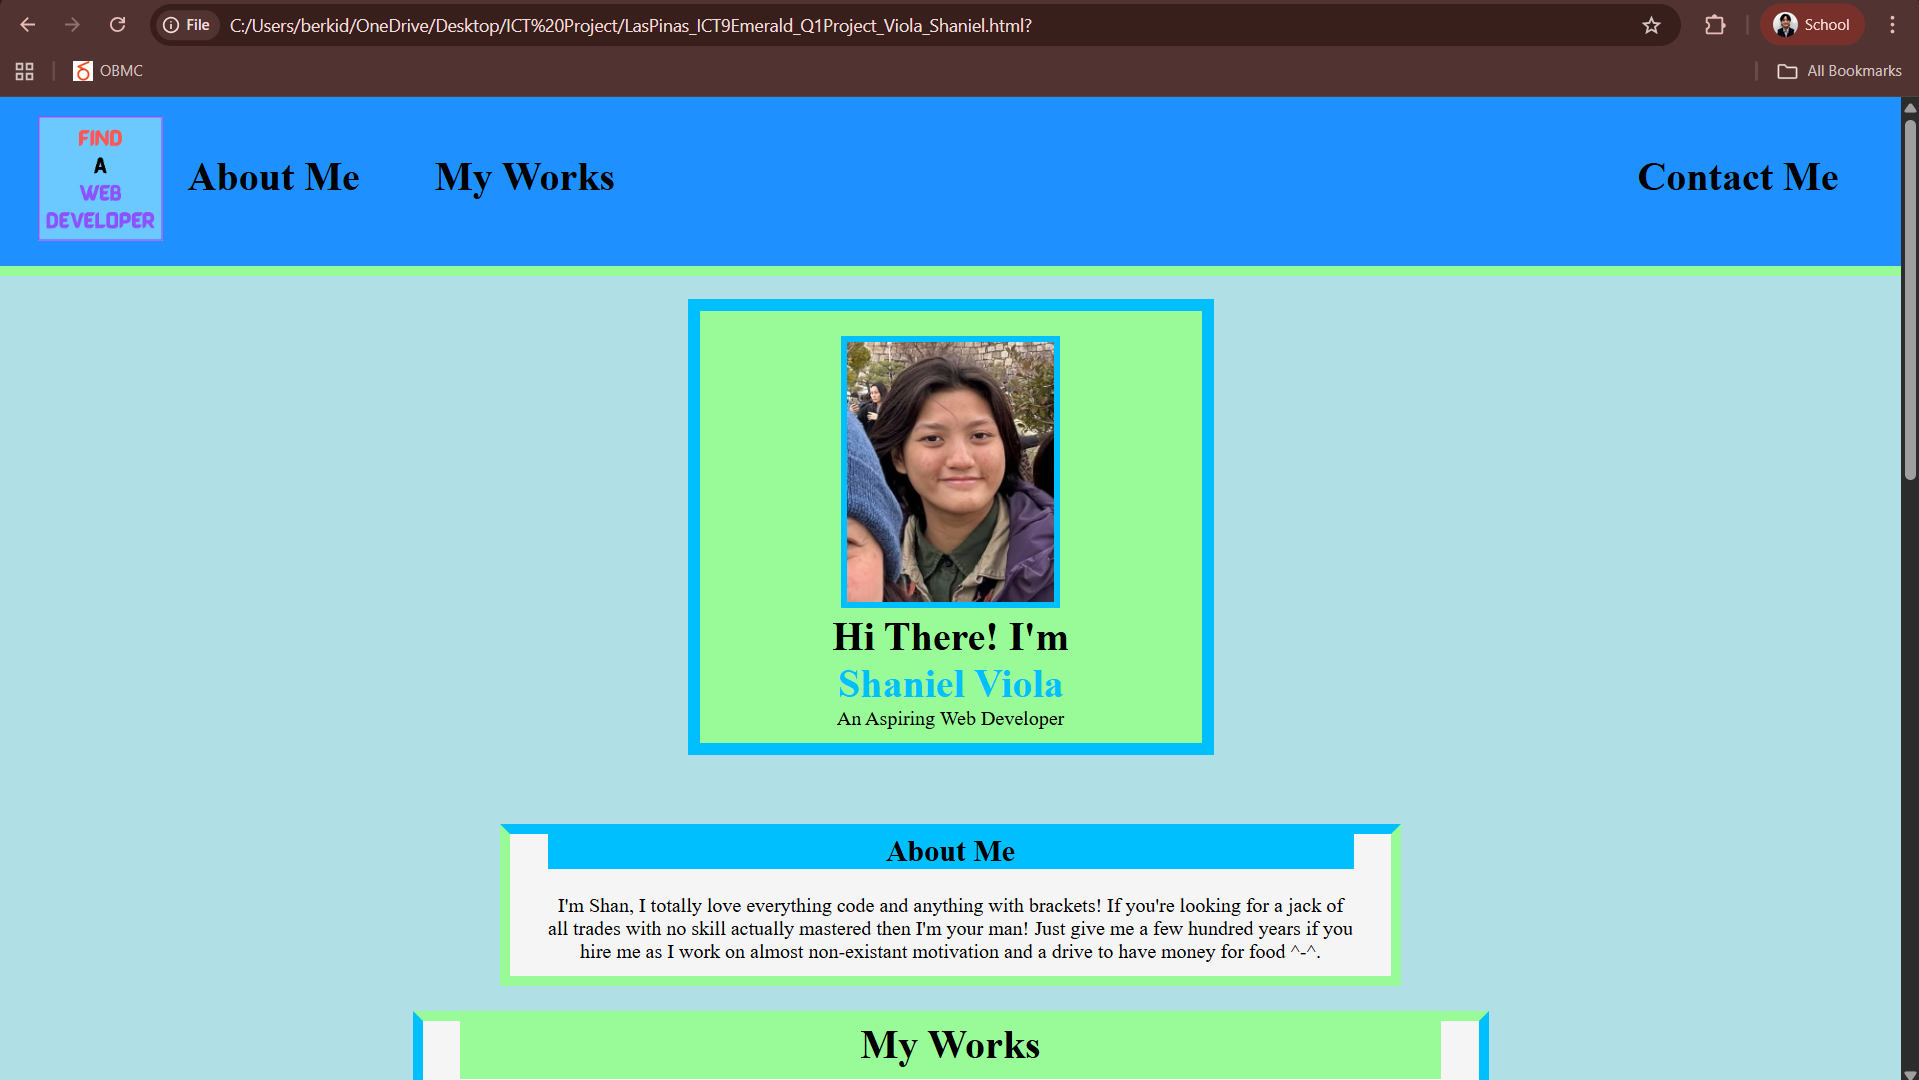 File
C:/Users/berkid/OneDrive/Desktop/ICT%20Project/LasPinas_ICT9Emerald_Q1Project_Viola_Shaniel.html?
School
OBMC
All Bookmarks
FIND
A
WEB
DEVELOPER
About Me
My Works
Contact Me
Hi There! I'm
Shaniel Viola
An Aspiring Web Developer
About Me
I'm Shan, I totally love everything code and anything with brackets! If you're looking for a jack of
all trades with no skill actually mastered then I'm your man! Just give me a few hundred years if you
hire me as I work on almost non-existant motivation and a drive to have money for food ^-^.
My Works